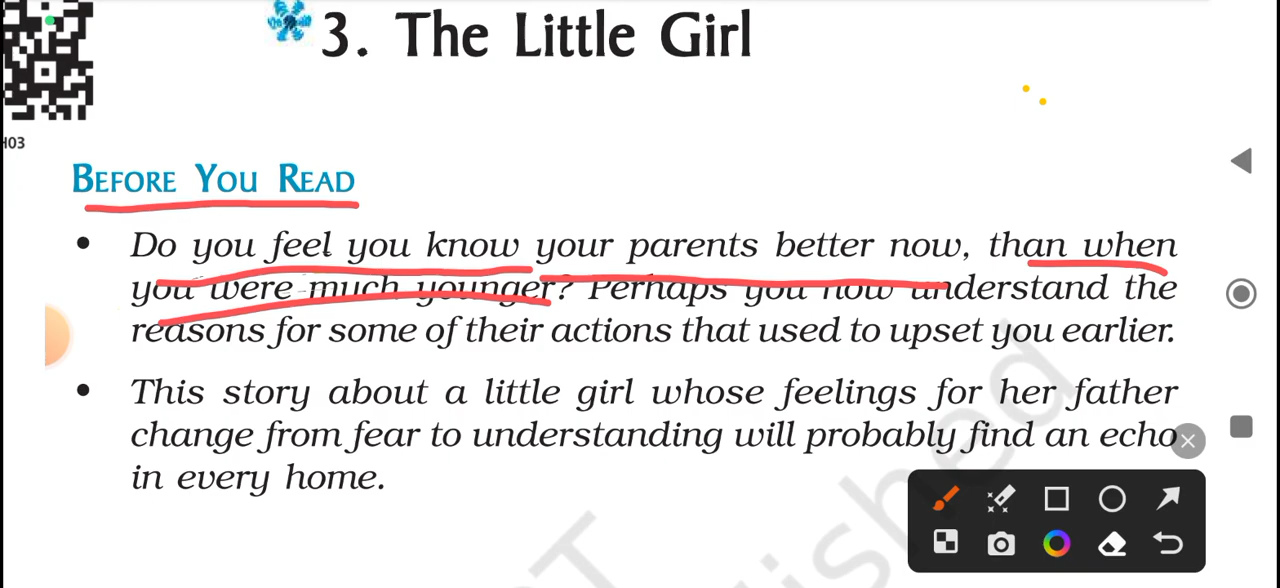 3. The Little Girl
H03
BEFORE YOU READ
• Do you feel you know your parents better now, than when
you were much younger? Perhaps you now understand the
reasons for some of their actions that used to upset you earlier.
• This story about a little girl whose feelings for her father
change from fear to understanding will probably find an echo
in every home.